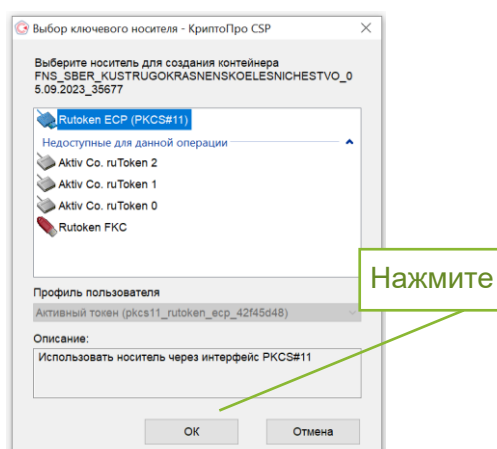 Выбор ключевого носителя - КриптоПро CSP
Выберите носитель для создания контейнера
FNS_SBER_KUSTRUGOKRASNENSKOELESNICHESTVO_0
5.09.2023_35677
Rutoken ECP (PKCS#11)
Недоступные для данной операции
Aktiv Co. ruToken 2
Aktiv Co. ruToken 1
Aktiv Co. ruToken 0
Rutoken FKC
Нажмите
Профиль пользователя
Активный токен (pkcs11_rutoken_ecp_42f45d48)
Описание:
Использовать носитель через интерфейс PKCS#11
ОК
Отмена